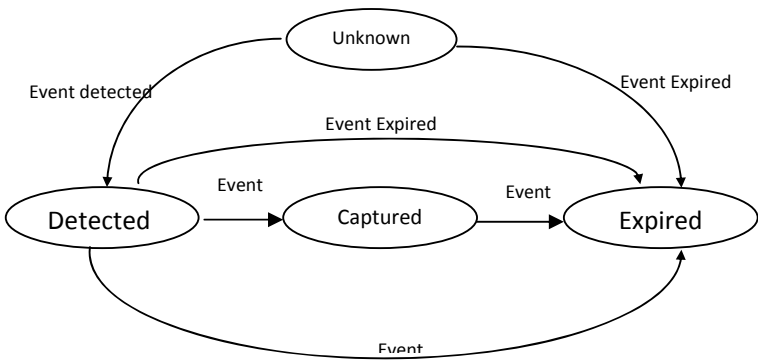 Unknown
Event detected
Event Expired
Event Expired
Event
Event
Detected
Captured
Expired
Event